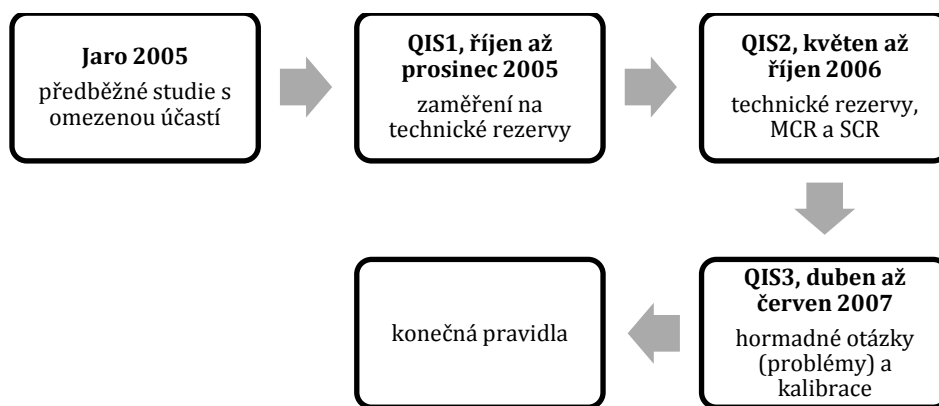 Jaro 2005
předběžné studie s
omezenou účastí
QIS1, říjen až
prosinec 2005
zaměření na
technické rezervy
QIS2, květen až
říjen 2006
technické rezervy,
MCR a SCR
QIS3, duben až
červen 2007
hormadné otázky
(problémy) a
kalibrace
konečná pravidla